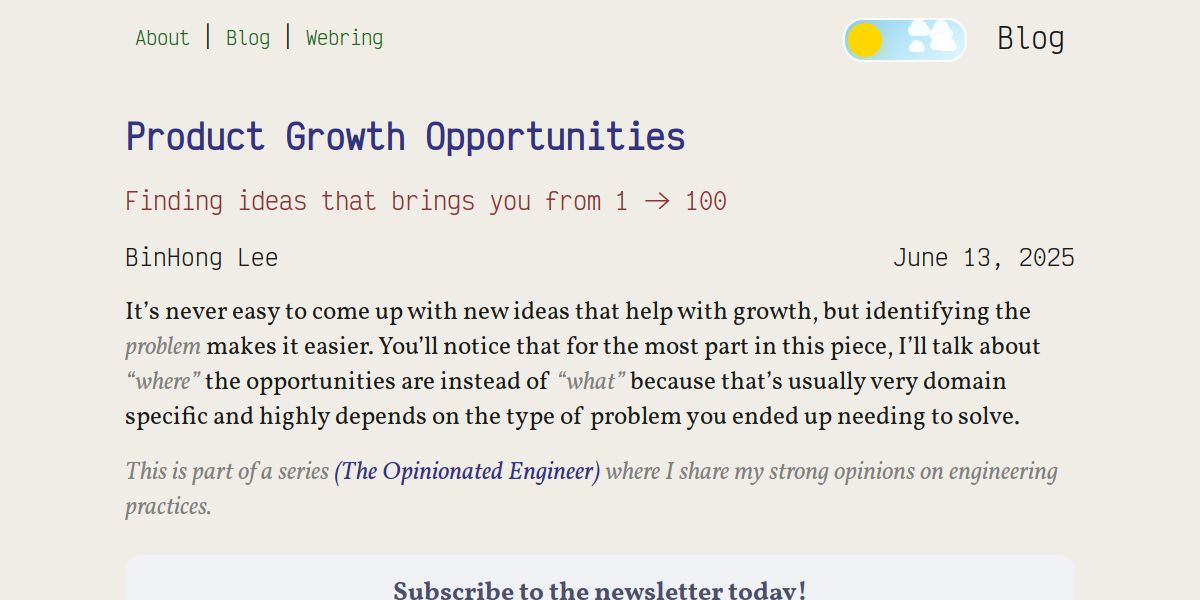 About | Blog | Webring
Blog
Product Growth Opportunities
Finding ideas that brings you from 1 → 100
BinHong Lee
June 13, 2025
It’s never easy to come up with new ideas that help with growth, but identifying the
problem makes it easier. You’ll notice that for the most part in this piece, I’ll talk about
“where” the opportunities are instead of “what” because that’s usually very domain
specific and highly depends on the type of problem you ended up needing to solve.
This is part of a series (The Opinionated Engineer) where I share my strong opinions on engineering
practices.
Subscribe to the newsletter today!